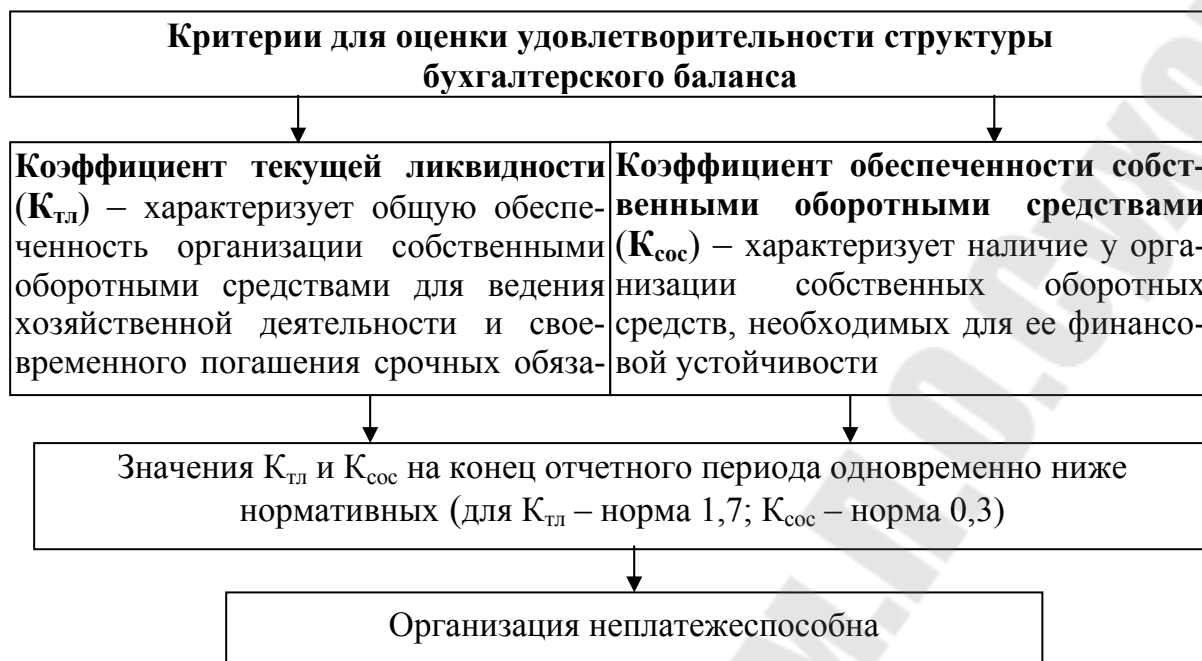 Критерии для оценки удовлетворительности структуры
бухгалтерского баланса
Коэффициент текущей ликвидности
(Ктл) – характеризует общую обеспе-
ченность организации собственными
оборотными средствами для ведения
хозяйственной деятельности и свое-
временного погашения срочных обяза-
Коэффициент обеспеченности собст-
венными оборотными средствами
(Ксос) – характеризует наличие у орга-
низации собственных оборотных
средств, необходимых для ее финансо-
вой устойчивости
Значения Ктл и Ксос на конец отчетного периода одновременно ниже
нормативных (для Ктл – норма 1,7; Ксос – норма 0,3)
Организация неплатежеспособна